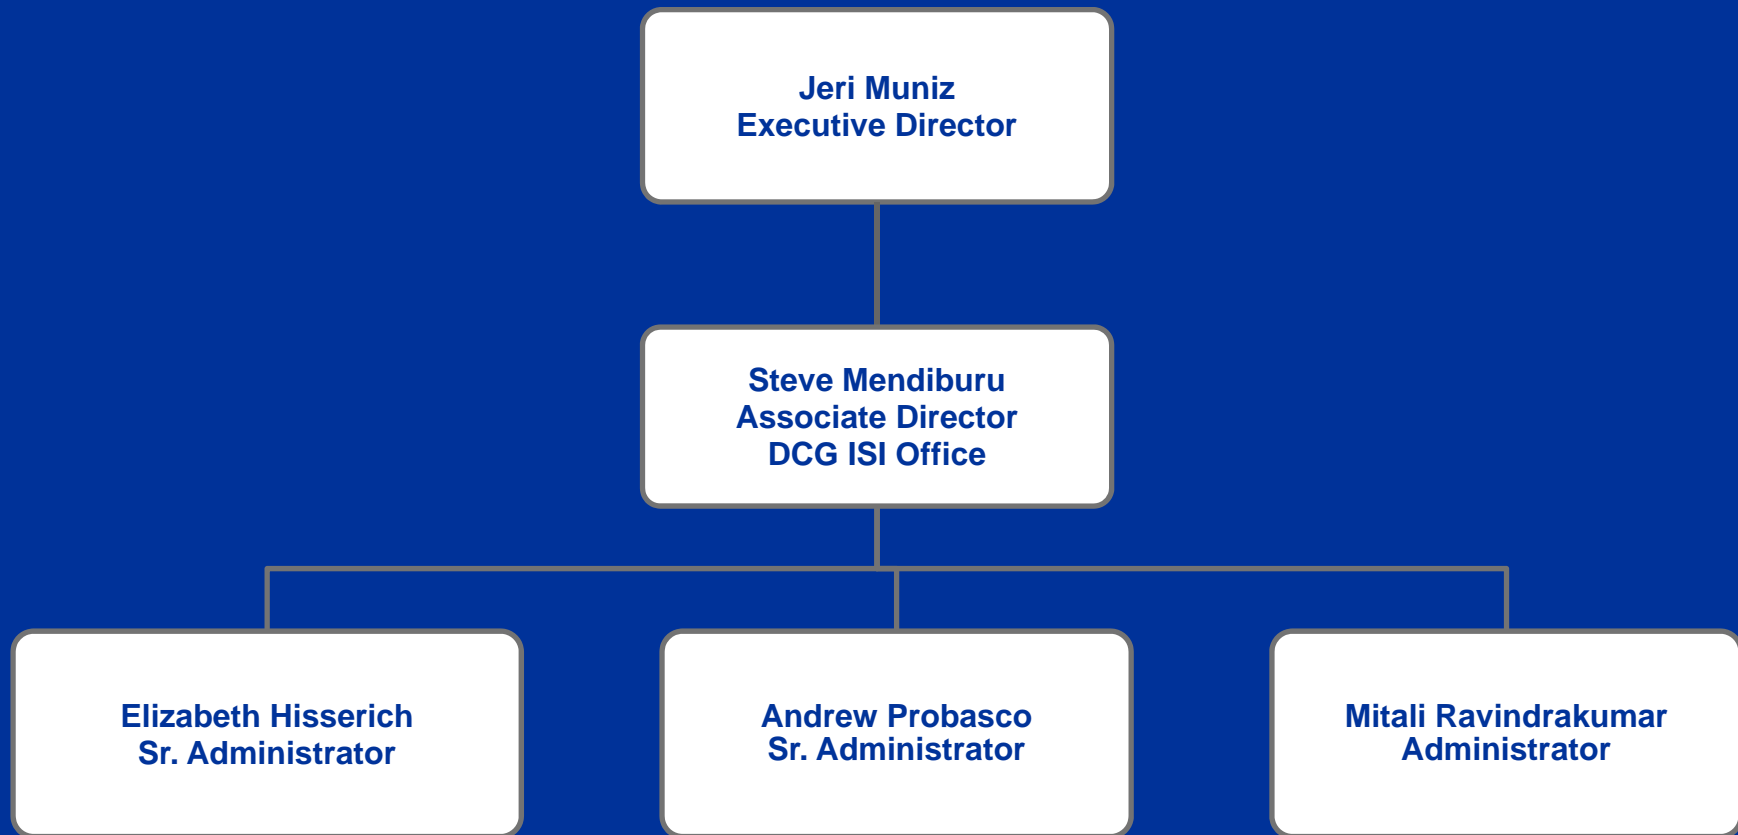 Jeri Muniz
Executive Director
Steve Mendiburu
Associate Director
DCG ISI Office
Elizabeth Hisserich
Sr. Administrator
Andrew Probasco
Sr. Administrator
Mitali Ravindrakumar
Administrator